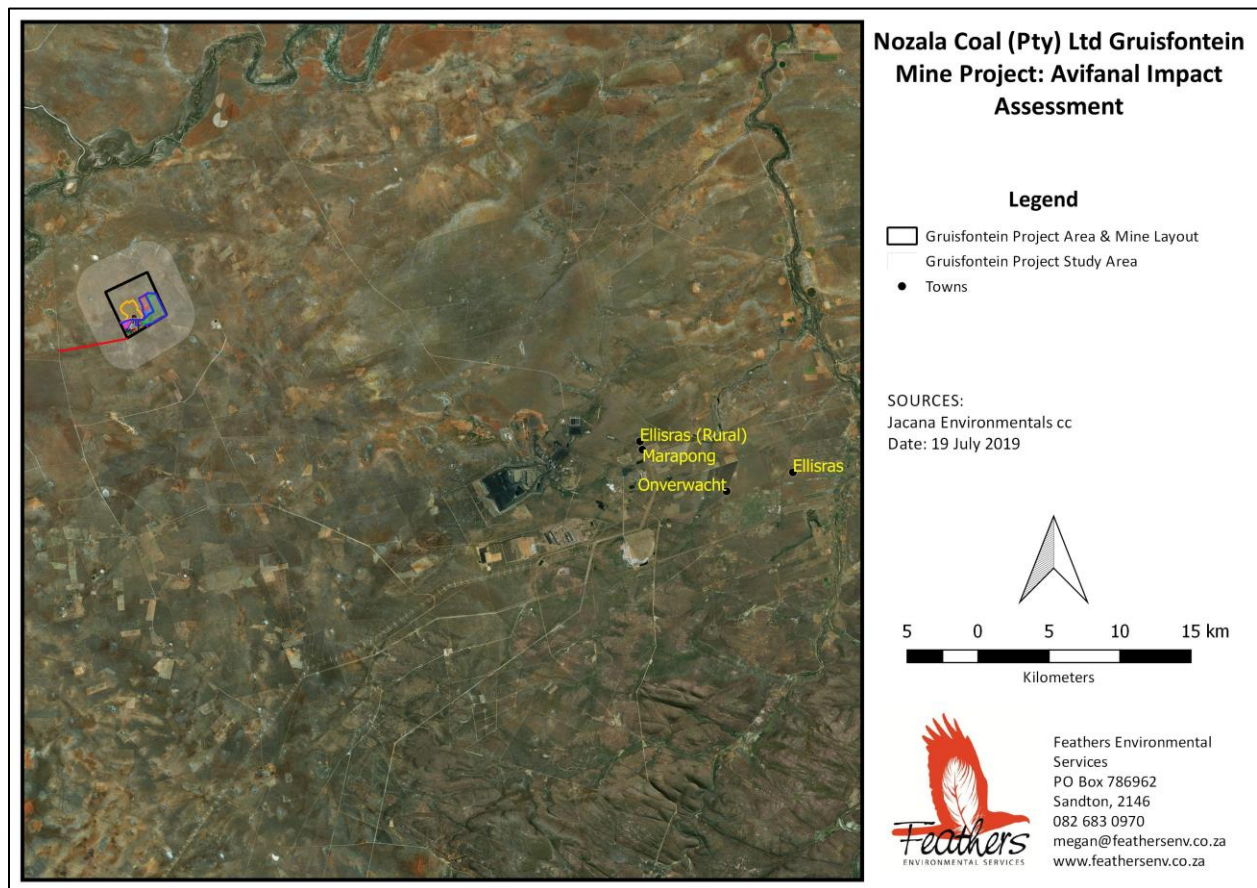 Nozala Coal (Pty) Ltd Gruisfontein
Mine Project: Avifanal Impact
Assessment
Legend
Gruisfontein Project Area & Mine Layout
Gruisfontein Project Study Area
Towns
SOURCES:
Jacana Environmentals cc
Date: 19 July 2019
Ellisras (Rural)
Marapong
Onverwacht
Ellisras
5 0 5 10 15 km
Kilometers
Feathers
ENVIRONMENTAL SERVICES
Feathers Environmental
Services
PO Box 786962
Sandton, 2146
082 683 0970
megan@feathersenv.co.za
www.feathersenv.co.za